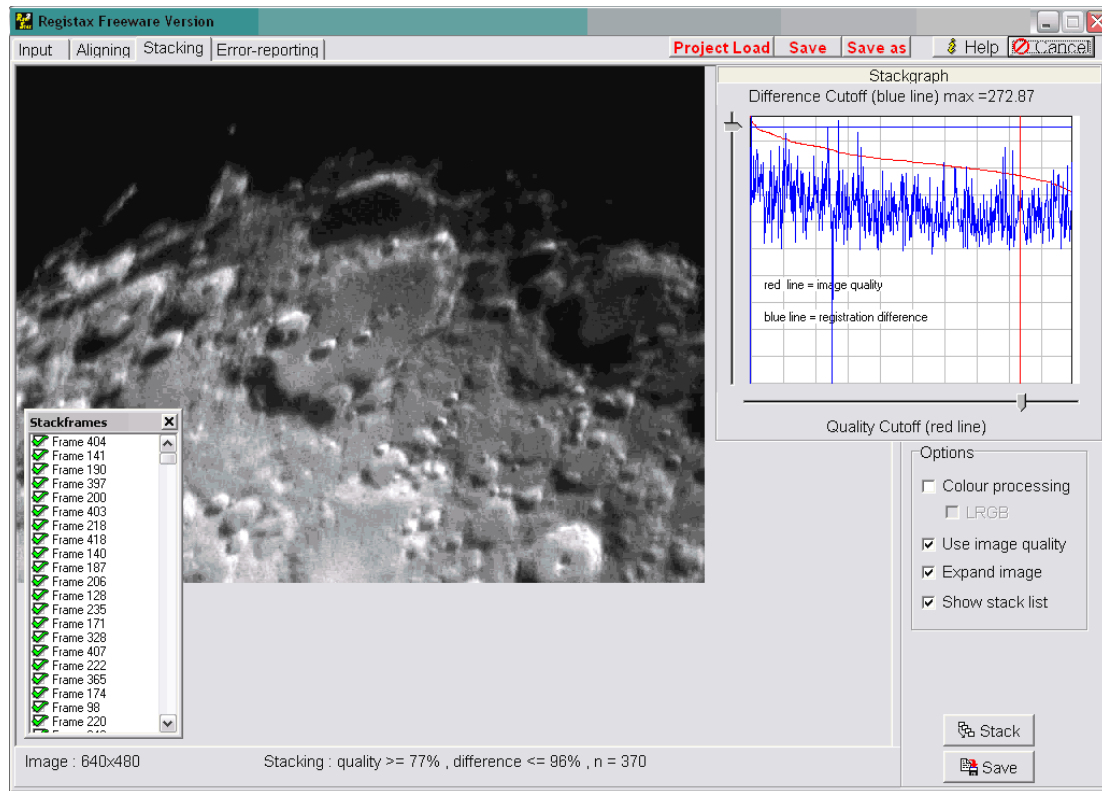 Registax Freeware Version
Input Aligning Stacking Error-reporting Project Load Save Save as Help Cancel
Stackgraph
Difference Cutoff (blue line) max =272.87
red line = image quality
blue line = registration difference
Quality Cutoff (red line)
Stackframes
Frame 404
Frame 141
Frame 190
Frame 397
Frame 200
Frame 403
Frame 218
Frame 418
Frame 140
Frame 187
Frame 206
Frame 128
Frame 235
Frame 171
Frame 328
Frame 407
Frame 222
Frame 365
Frame 174
Frame 98
Frame 220
Options
Colour processing
LRGB
Use image quality
Expand image
Show stack list
Stack
Save
Image : 640x480 Stacking : quality >= 77% , difference <= 96% , n = 370